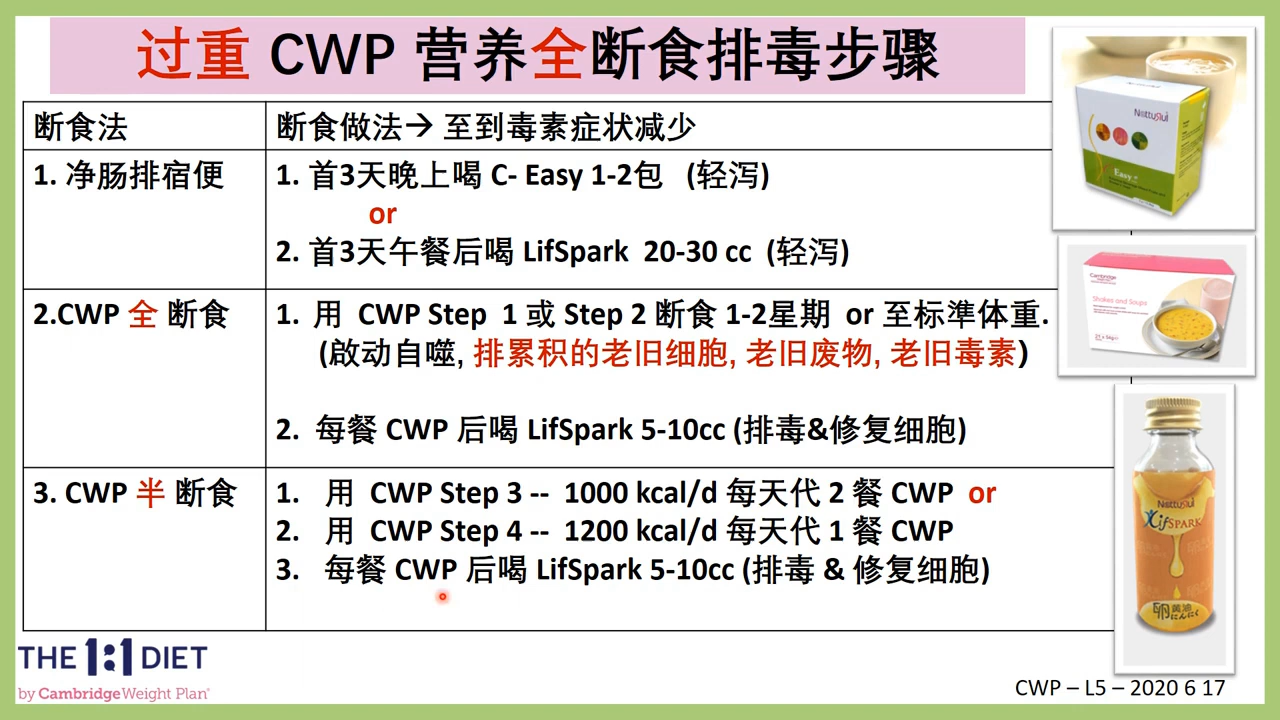 过重 CWP 营养全断食排毒步骤
断食法
断食做法→ 至到毒素症状减少
1. 净肠排宿便
1. 首3天晚上喝 C- Easy 1-2包 (轻泻)
or
2. 首3天午餐后喝 LifSpark 20-30 cc (轻泻)
2.CWP 全 断食
1. 用 CWP Step 1 或 Step 2 断食 1-2星期 or 至标準体重.
(啟动自噬, 排累积的老旧细胞, 老旧废物, 老旧毒素)
2. 每餐 CWP 后喝 LifSpark 5-10cc (排毒&修复细胞)
3. CWP 半 断食
1. 用 CWP Step 3 -- 1000 kcal/d 每天代 2 餐 CWP or
2. 用 CWP Step 4 -- 1200 kcal/d 每天代 1 餐 CWP
3. 每餐 CWP 后喝 LifSpark 5-10cc (排毒 & 修复细胞)
Easy
Cambridge
Shakes and Soups
LifSPARK
卵黄油
にんにく
THE 1:1 DIET
by CambridgeWeight Plan
CWP – L5 – 2020 6 17